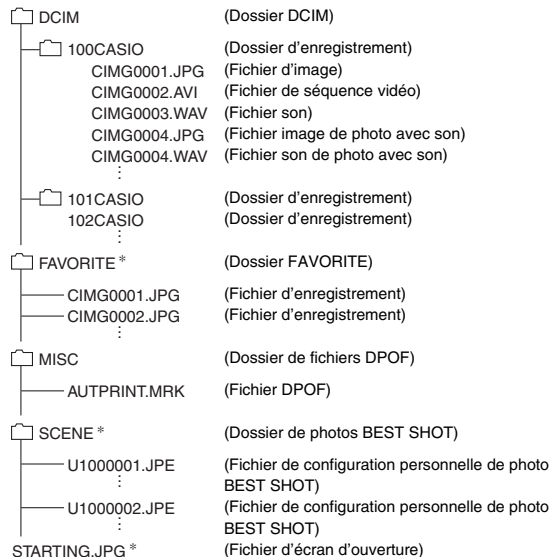 DCIM (Dossier DCIM)
100CASIO (Dossier d'enregistrement)
CIMG0001.JPG (Fichier d'image)
CIMG0002.AVI (Fichier de séquence vidéo)
CIMG0003.WAV (Fichier son)
CIMG0004.JPG (Fichier image de photo avec son)
CIMG0004.WAV (Fichier son de photo avec son)
101CASIO (Dossier d'enregistrement)
102CASIO (Dossier d'enregistrement)
FAVORITE * (Dossier FAVORITE)
CIMG0001.JPG (Fichier d'enregistrement)
CIMG0002.JPG (Fichier d'enregistrement)
MISC (Dossier de fichiers DPOF)
AUTPRINT.MRK (Fichier DPOF)
SCENE * (Dossier de photos BEST SHOT)
U1000001.JPE (Fichier de configuration personnelle de photo
BEST SHOT)
U1000002.JPE (Fichier de configuration personnelle de photo
BEST SHOT)
STARTING.JPG * (Fichier d'écran d'ouverture)